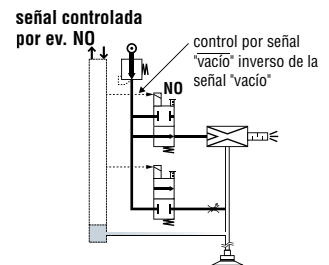 señal controlada
por ev. NO
control por señal
"vacío" inverso de la
señal "vacío"
NO